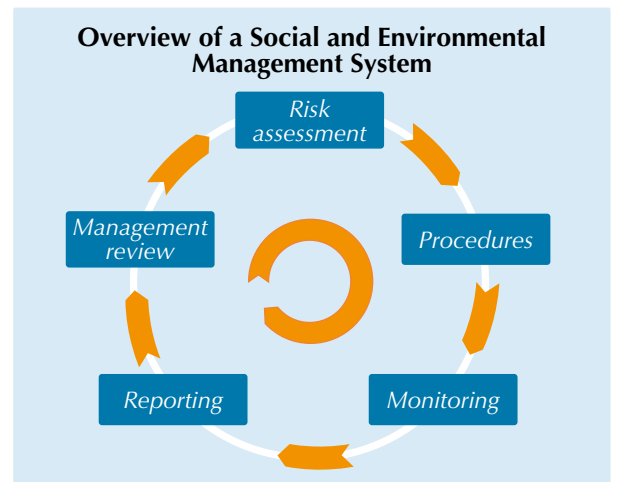 Overview of a Social and Environmental
Management System
Risk
assessment
Procedures
Monitoring
Reporting
Management
review